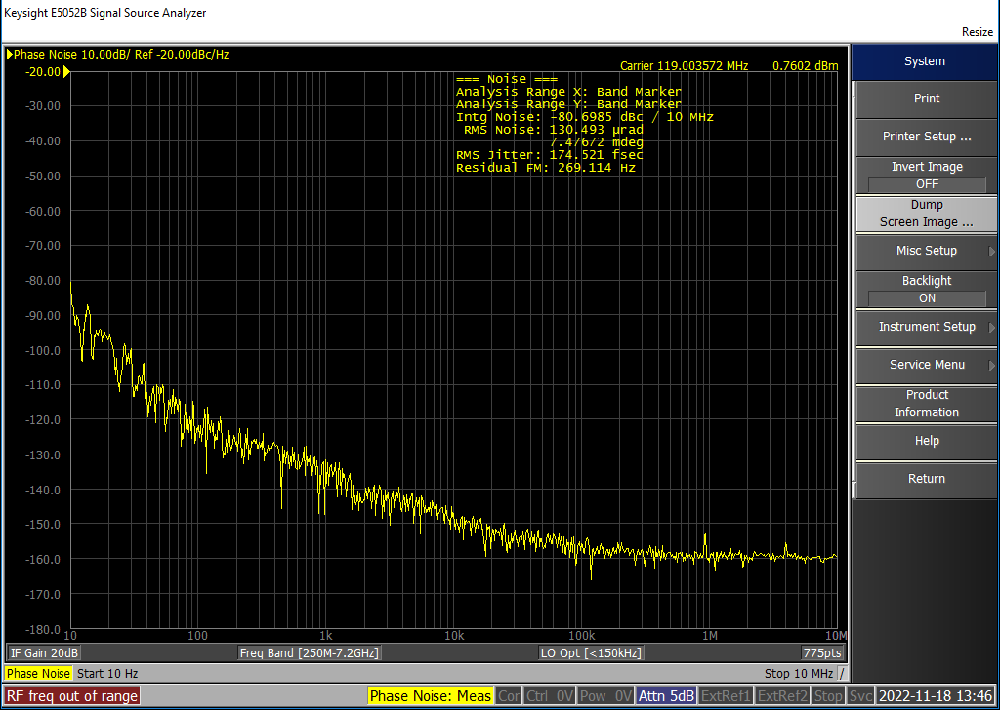 Keysight E5052B Signal Source Analyzer
Resize
Phase Noise 10.00dB/ Ref -20.00dBc/Hz
Carrier 119.003572 MHz 0.7602 dBm
=== Noise ===
Analysis Range X: Band Marker
Analysis Range Y: Band Marker
Intg Noise: -80.6985 dBc / 10 MHz
RMS Noise: 130.493 µrad
7.47672 mdeg
RMS Jitter: 174.521 fsec
Residual FM: 269.114 Hz
-20.00
-30.00
-40.00
-50.00
-60.00
-70.00
-80.00
-90.00
-100.0
-110.0
-120.0
-130.0
-140.0
-150.0
-160.0
-170.0
-180.0
10 100 1k 10k 100k 1M 10M
IF Gain 20dB Freq Band [250M-7.2GHz] LO Opt [<150kHz] 775pts
Phase Noise Start 10 Hz Stop 10 MHz /
RF freq out of range Phase Noise: Meas Cor Ctrl 0V Pow 0V Attn 5dB ExtRef1 ExtRef2 Stop Svc 2022-11-18 13:46
System
Print
Printer Setup ...
Invert Image
OFF
Dump
Screen Image ...
Misc Setup
Backlight
ON
Instrument Setup
Service Menu
Product
Information
Help
Return